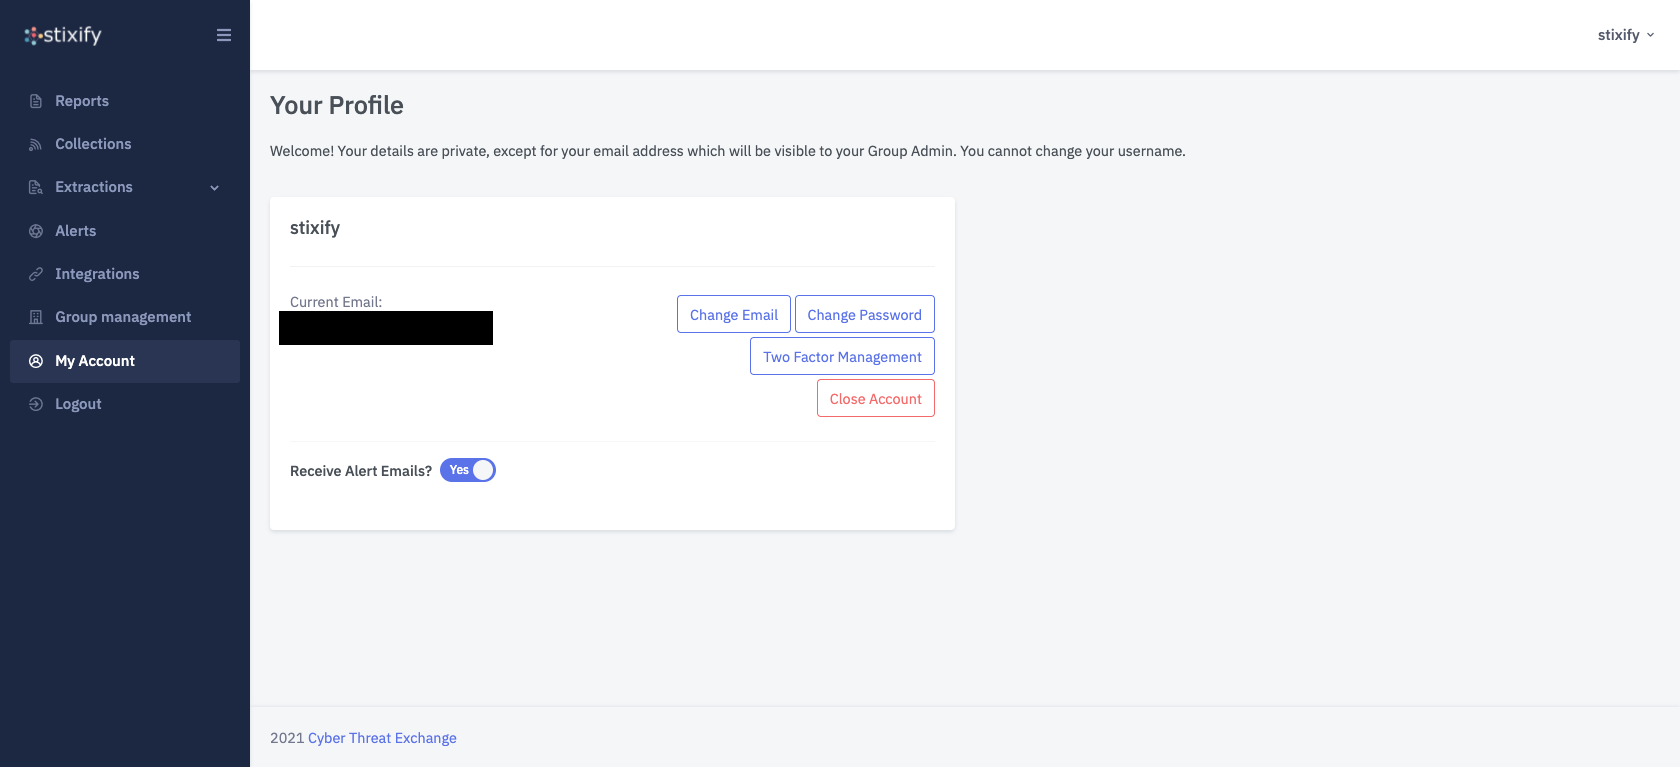 stixify
stixify
Reports
Collections
Extractions
Alerts
Integrations
Group management
My Account
Logout
Your Profile
Welcome! Your details are private, except for your email address which will be visible to your Group Admin. You cannot change your username.
stixify
Current Email:
Change Email
Change Password
Two Factor Management
Close Account
Receive Alert Emails? Yes
2021 Cyber Threat Exchange